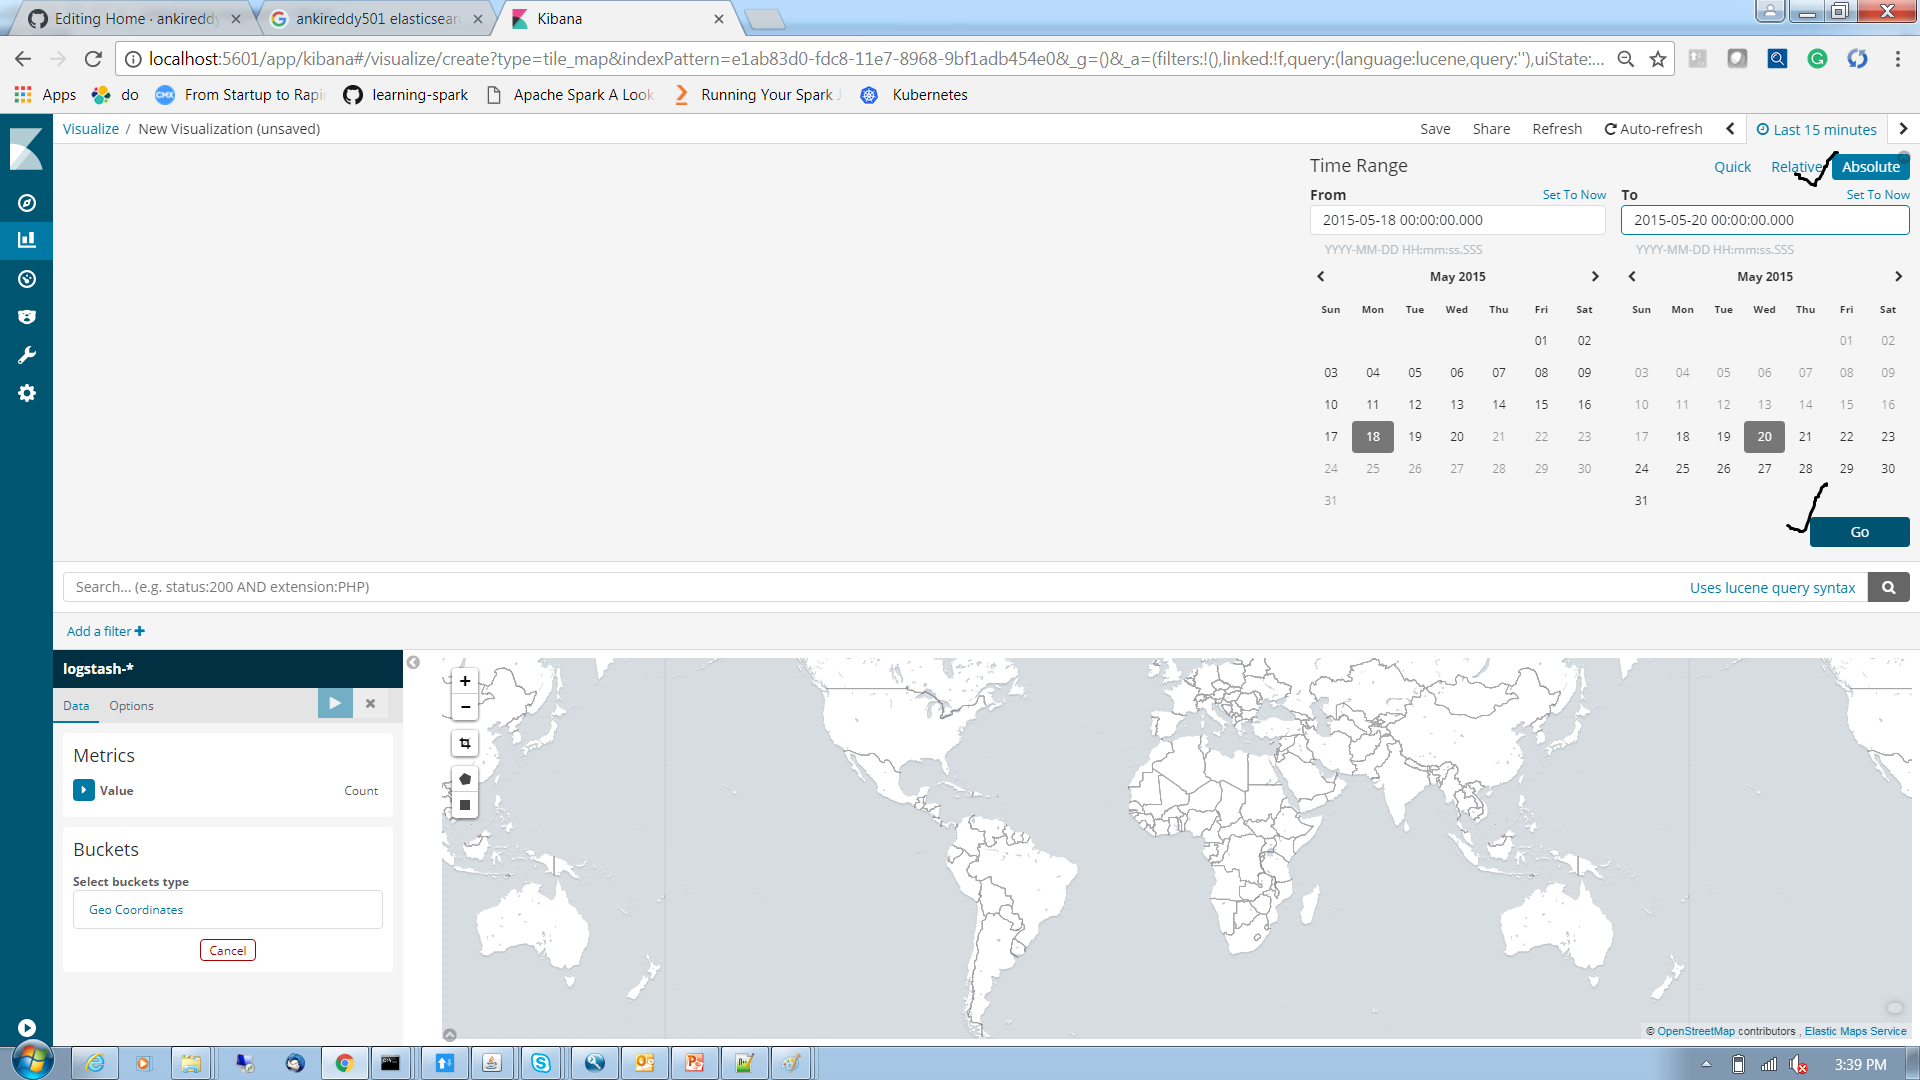 Editing Home · ankireddy
ankireddy501 elasticsear
Kibana
localhost:5601/app/kibana#/visualize/create?type=tile_map&indexPattern=e1ab83d0-fdc8-11e7-8968-9bf1adb454e0&_g=()&_a=(filters:!(),linked:!f,query:(language:lucene,query:''),uiState:...
Apps do From Startup to Rapi learning-spark Apache Spark A Look Running Your Spark J Kubernetes
Visualize / New Visualization (unsaved)
Save Share Refresh Auto-refresh Last 15 minutes
Time Range
Quick Relative Absolute
From Set To Now To Set To Now
2015-05-18 00:00:00.000 2015-05-20 00:00:00.000
YYYY-MM-DD HH:mm:ss.SSS YYYY-MM-DD HH:mm:ss.SSS
May 2015 May 2015
Sun Mon Tue Wed Thu Fri Sat Sun Mon Tue Wed Thu Fri Sat
01 02 01 02
03 04 05 06 07 08 09 03 04 05 06 07 08 09
10 11 12 13 14 15 16 10 11 12 13 14 15 16
17 18 19 20 21 22 23 17 18 19 20 21 22 23
24 25 26 27 28 29 30 24 25 26 27 28 29 30
31 31
Go
Search... (e.g. status:200 AND extension:PHP)
Uses lucene query syntax
Add a filter
logstash-*
Data Options
Metrics
Value Count
Buckets
Select buckets type
Geo Coordinates
Cancel
© OpenStreetMap contributors , Elastic Maps Service
3:39 PM